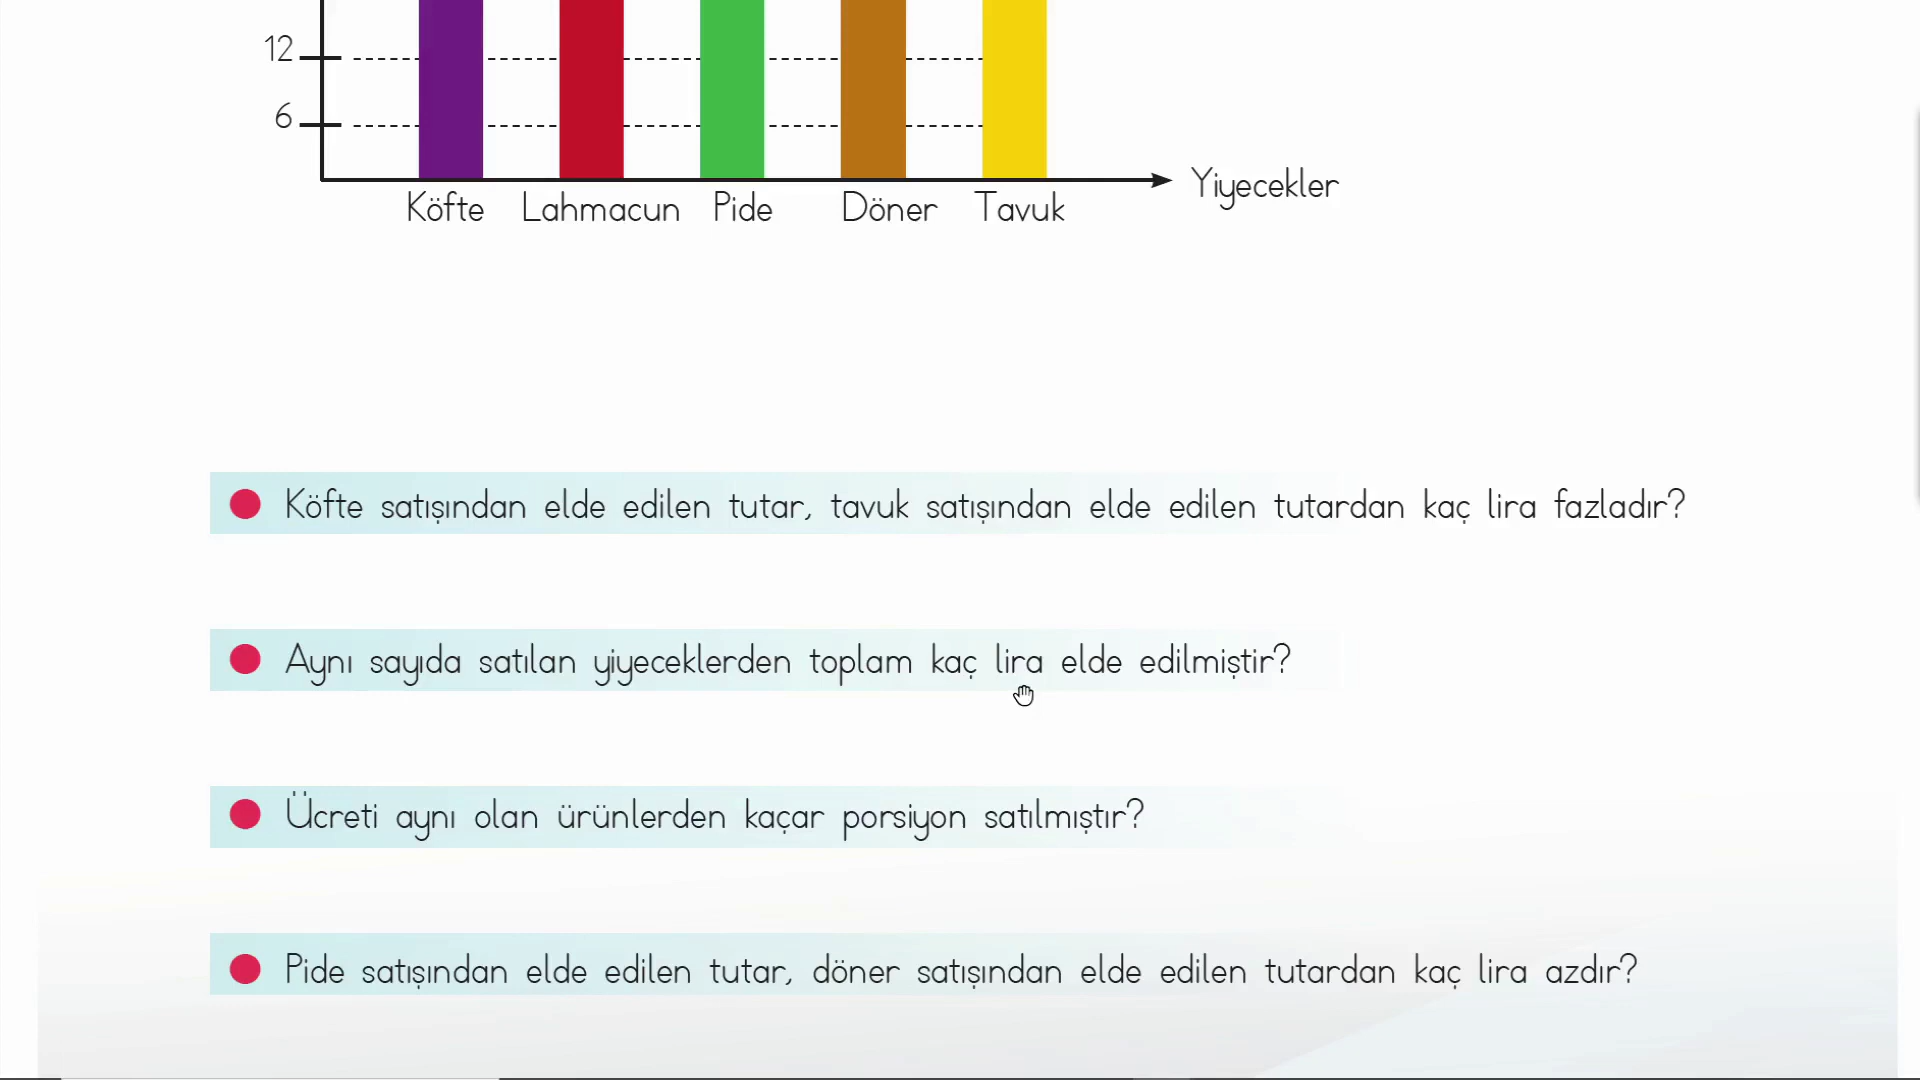 12
6
Köfte Lahmacun Pide Döner Tavuk
Yiyecekler
Köfte satışından elde edilen tutar, tavuk satışından elde edilen tutardan kaç lira fazladır?
Aynı sayıda satılan yiyeceklerden toplam kaç lira elde edilmiştir?
Ücreti aynı olan ürünlerden kaçar porsiyon satılmıştır?
Pide satışından elde edilen tutar, döner satışından elde edilen tutardan kaç lira azdır?